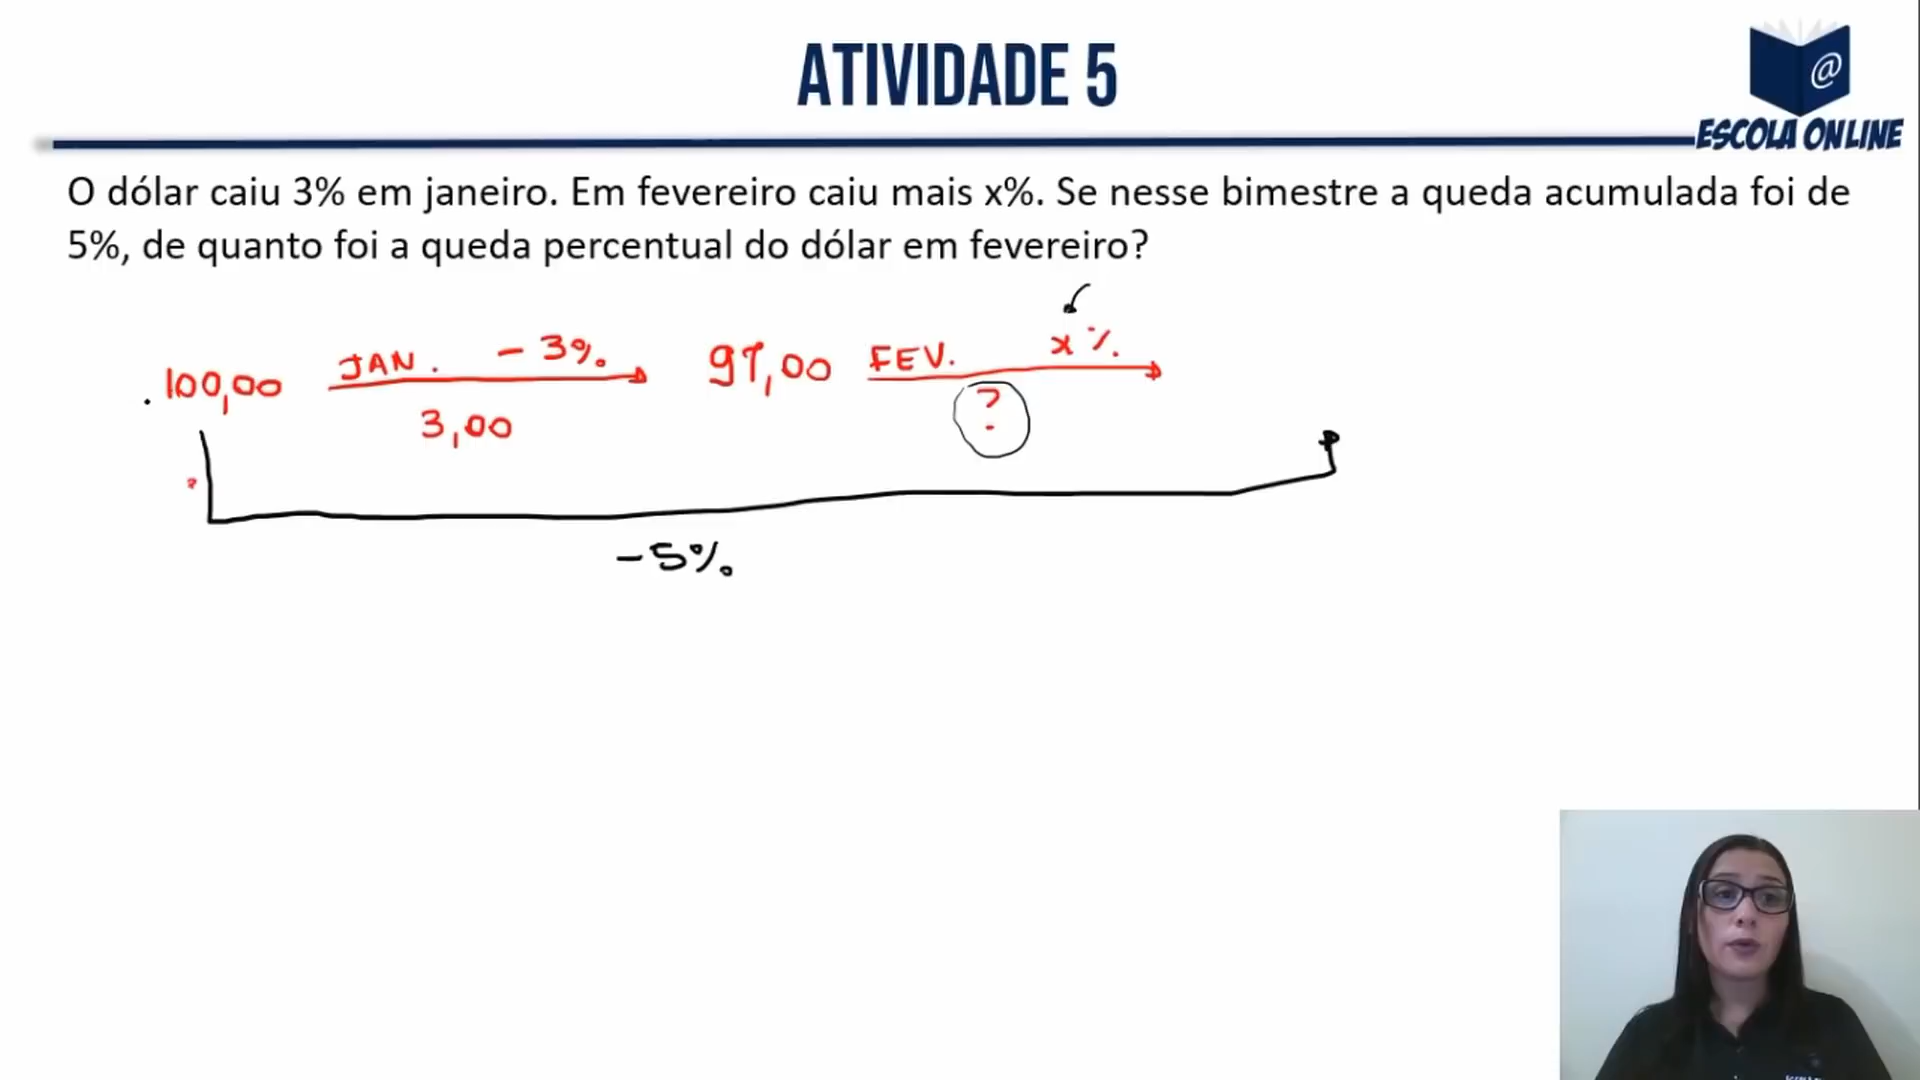 ATIVIDADE 5
@
ESCOLA ONLINE
O dólar caiu 3% em janeiro. Em fevereiro caiu mais x%. Se nesse bimestre a queda acumulada foi de
5%, de quanto foi a queda percentual do dólar em fevereiro?
100,00 JAN. - 3% 97,00 FEV. x%
3,00 ?
-5%